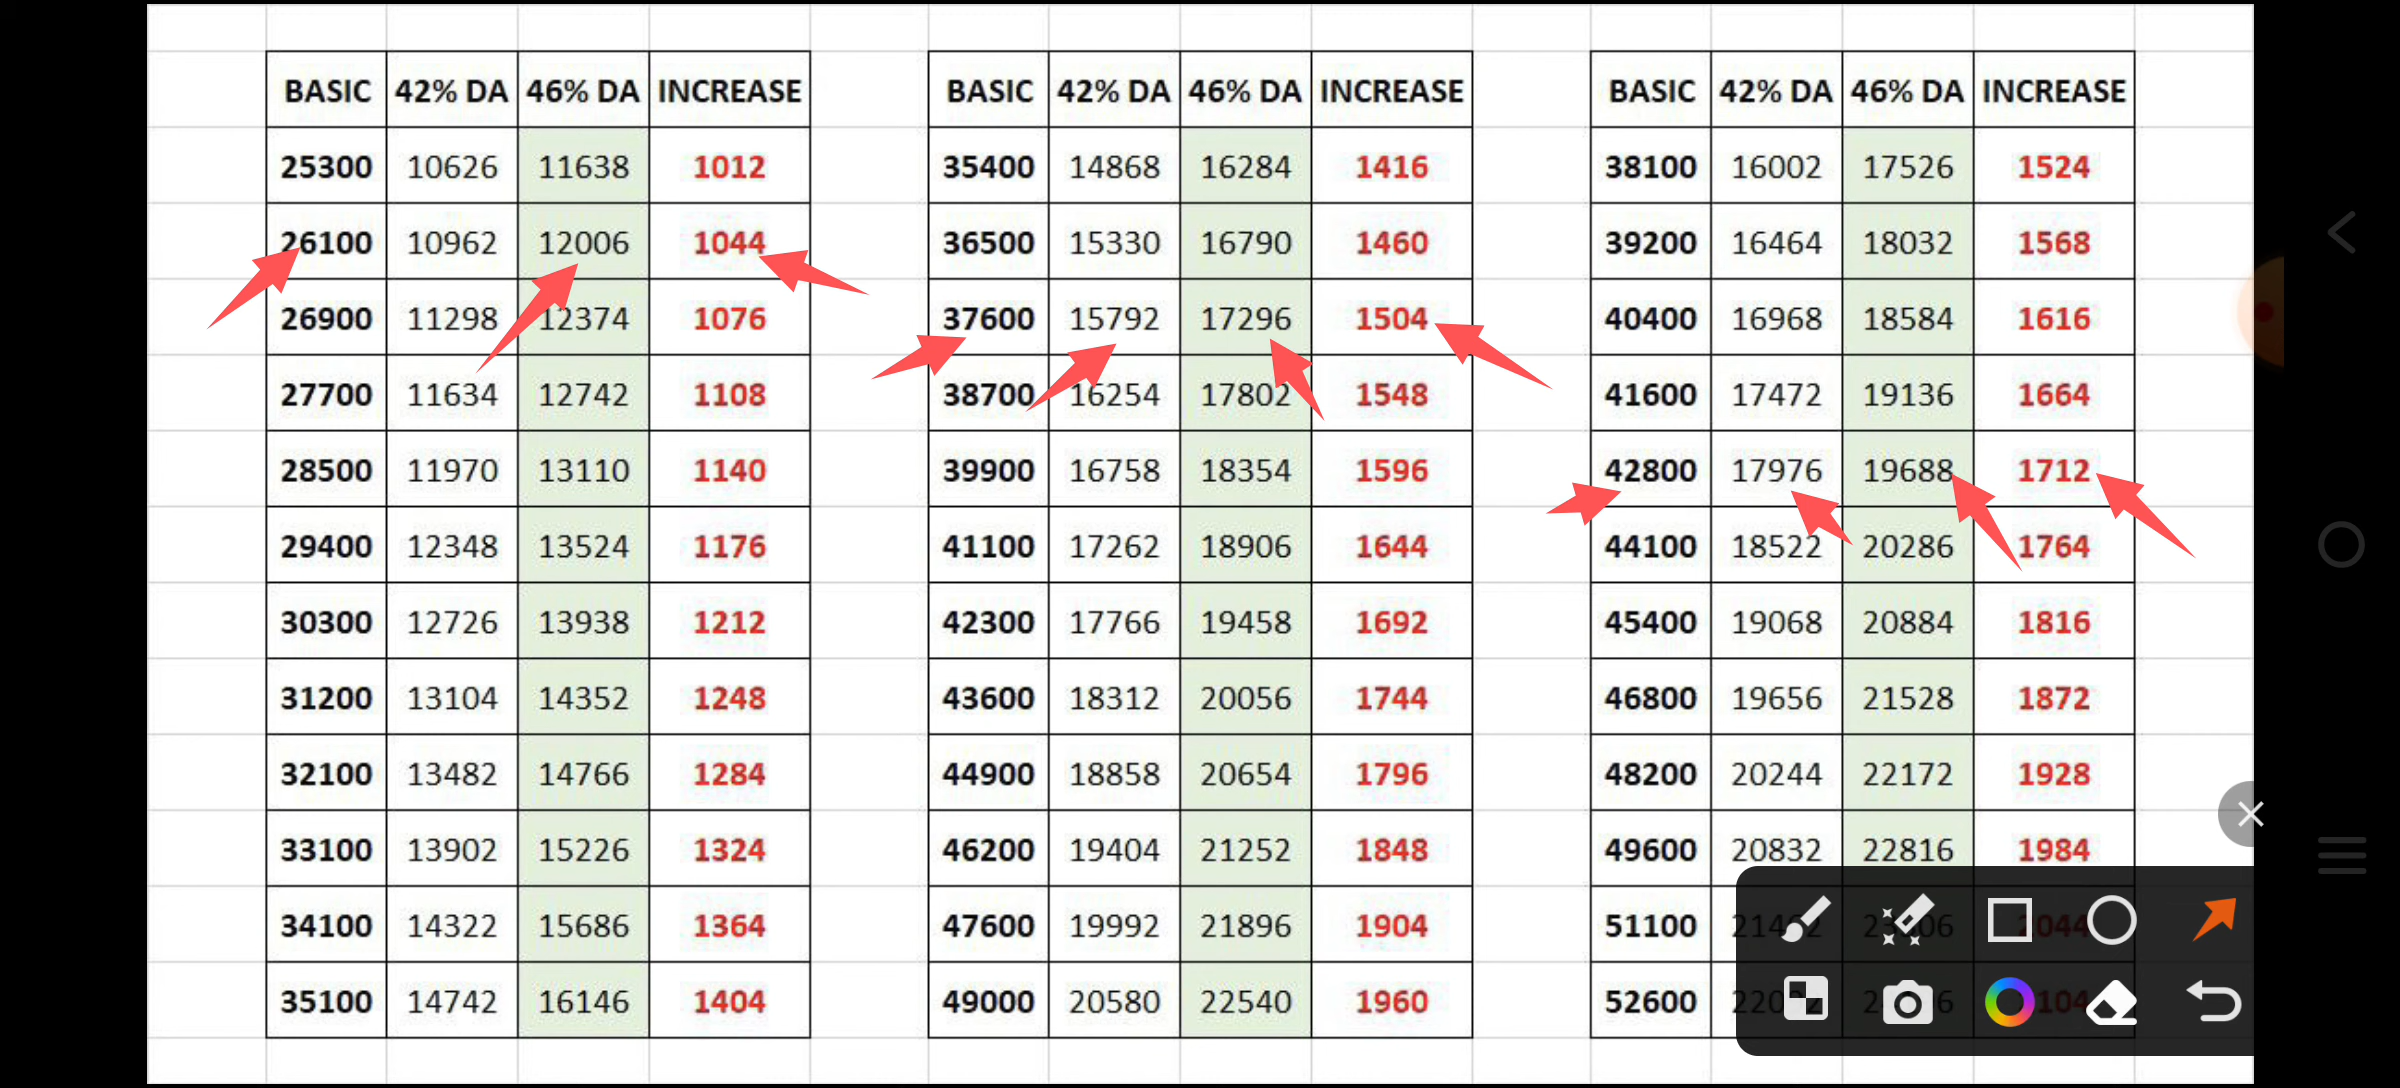 BASIC 42% DA 46% DA INCREASE BASIC 42% DA 46% DA INCREASE BASIC 42% DA 46% DA INCREASE
25300 10626 11638 1012 35400 14868 16284 1416 38100 16002 17526 1524
26100 10962 12006 1044 36500 15330 16790 1460 39200 16464 18032 1568
26900 11298 12374 1076 37600 15792 17296 1504 40400 16968 18584 1616
27700 11634 12742 1108 38700 16254 17802 1548 41600 17472 19136 1664
28500 11970 13110 1140 39900 16758 18354 1596 42800 17976 19688 1712
29400 12348 13524 1176 41100 17262 18906 1644 44100 18522 20286 1764
30300 12726 13938 1212 42300 17766 19458 1692 45400 19068 20884 1816
31200 13104 14352 1248 43600 18312 20056 1744 46800 19656 21528 1872
32100 13482 14766 1284 44900 18858 20654 1796 48200 20244 22172 1928
33100 13902 15226 1324 46200 19404 21252 1848 49600 20832 22816 1984
34100 14322 15686 1364 47600 19992 21896 1904 51100
35100 14742 16146 1404 49000 20580 22540 1960 52600